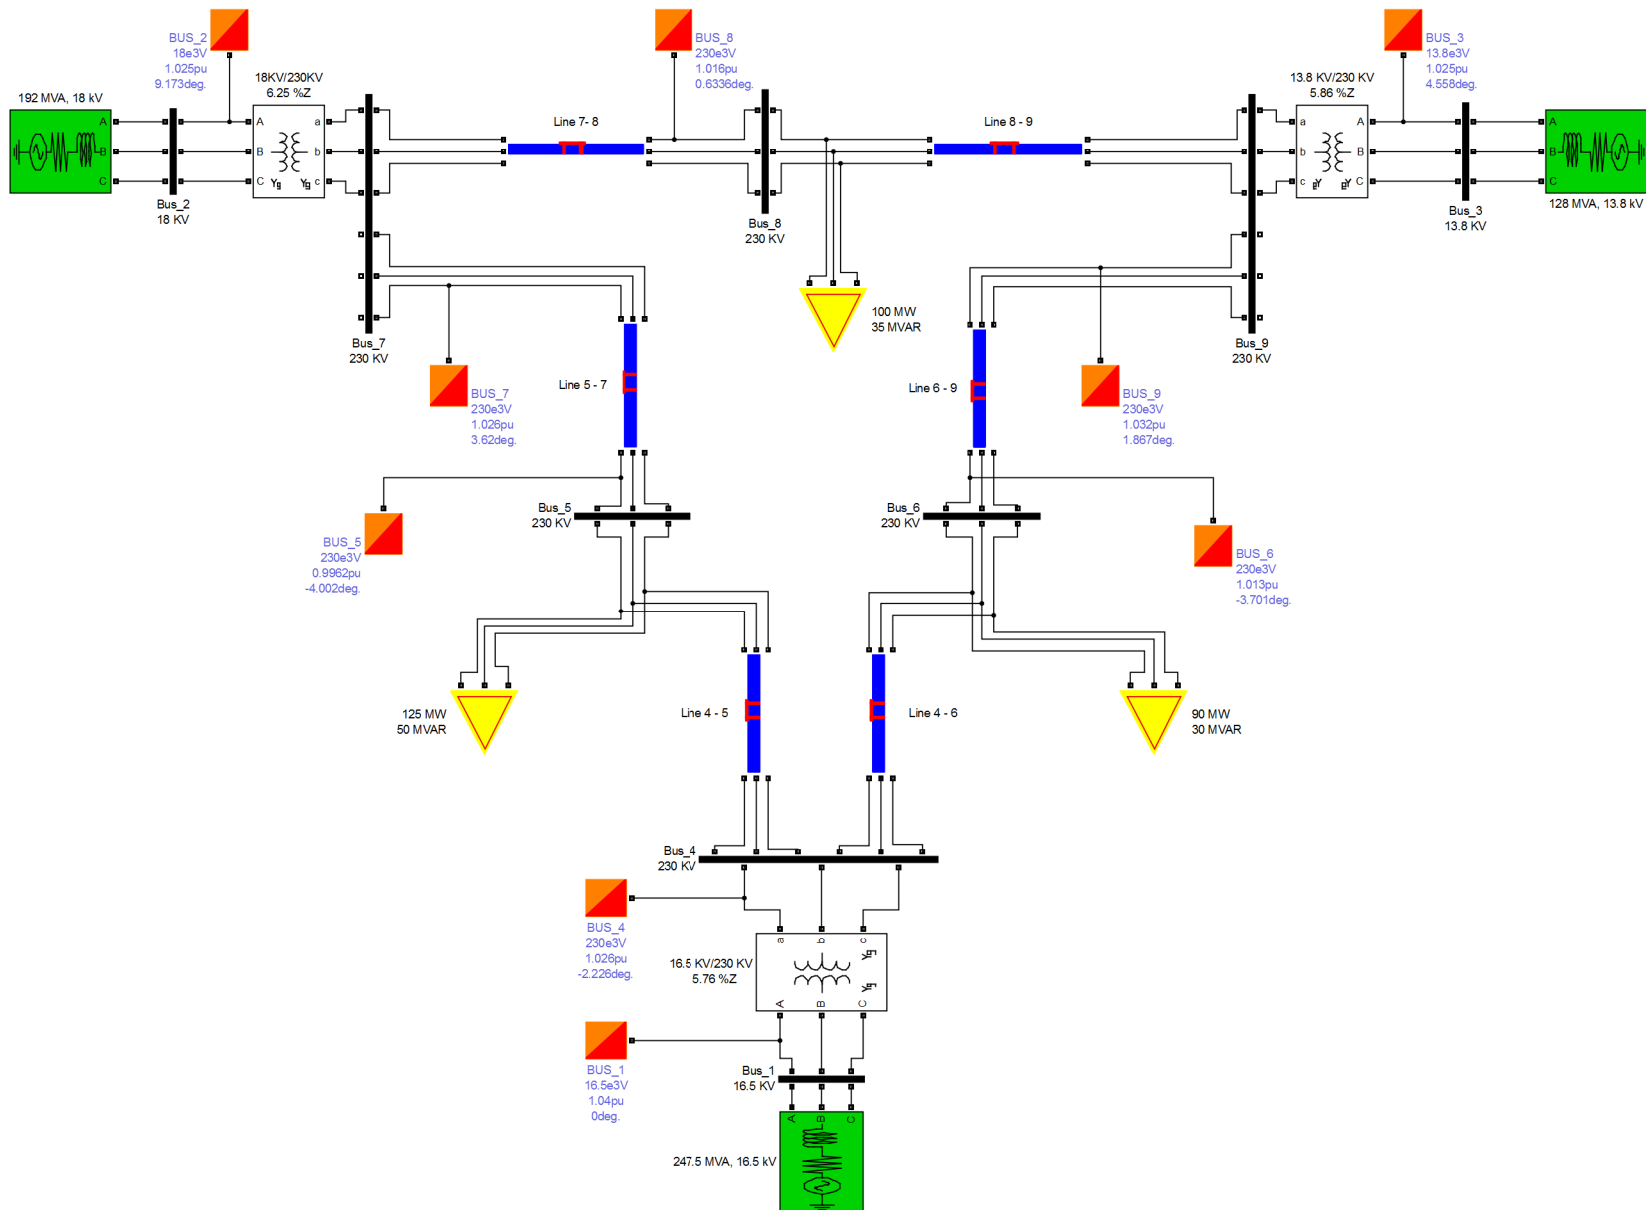 BUS_2
18e3V
1.025pu
9.173deg.
18KV/230KV
6.25 %Z
192 MVA, 18 kV
A
B
C
A
B
C
a
b
c
Yg
Yg
Bus_2
18 KV
BUS_8
230e3V
1.016pu
0.6336deg.
Line 7- 8
Line 8 - 9
Bus_8
230 KV
BUS_3
13.8e3V
1.025pu
4.558deg.
13.8 KV/230 KV
5.86 %Z
a
b
c
A
B
C
gY
gY
A
B
C
Bus_3
13.8 KV
128 MVA, 13.8 kV
100 MW
35 MVAR
Bus_7
230 KV
Bus_9
230 KV
BUS_7
230e3V
1.026pu
3.62deg.
Line 5 - 7
Line 6 - 9
BUS_9
230e3V
1.032pu
1.867deg.
Bus_5
230 KV
Bus_6
230 KV
BUS_5
230e3V
0.9962pu
-4.002deg.
BUS_6
230e3V
1.013pu
-3.701deg.
125 MW
50 MVAR
Line 4 - 5
Line 4 - 6
90 MW
30 MVAR
Bus_4
230 KV
BUS_4
230e3V
1.026pu
-2.226deg.
a
b
c
Yg
16.5 KV/230 KV
5.76 %Z
Yg
A
B
C
BUS_1
16.5e3V
1.04pu
0deg.
Bus_1
16.5 KV
A
B
C
247.5 MVA, 16.5 kV